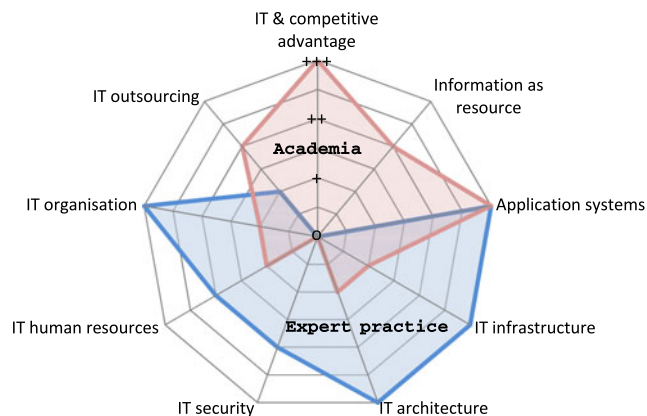 IT & competitive
advantage
+++
Information as
resource
IT outsourcing
++
Academia
+
IT organisation
Application systems
o
IT human resources
Expert practice
IT infrastructure
IT security
IT architecture